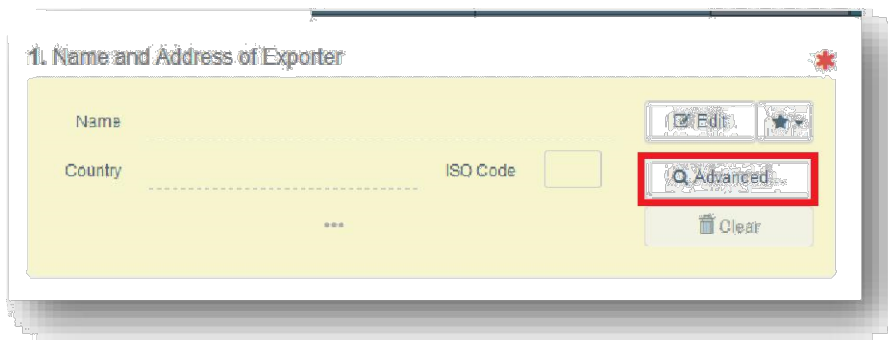 1. Name and Address of Exporter *
Name Edit
Country ISO Code Advanced
... Clear